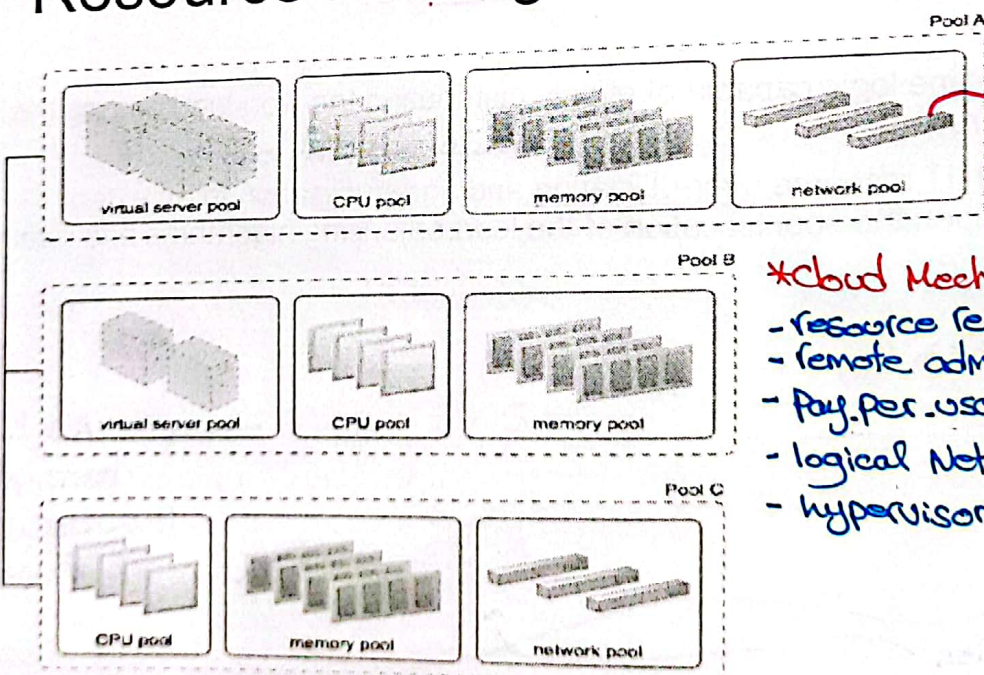 Resource
Pool A
virtual server pool
CPU pool
memory pool
network pool
Pool B
virtual server pool
CPU pool
memory pool
Pool C
CPU pool
memory pool
network pool
*Cloud Mech
- resource re
- remote adm
- Pay.per.usa
- logical Net
- hypervisor